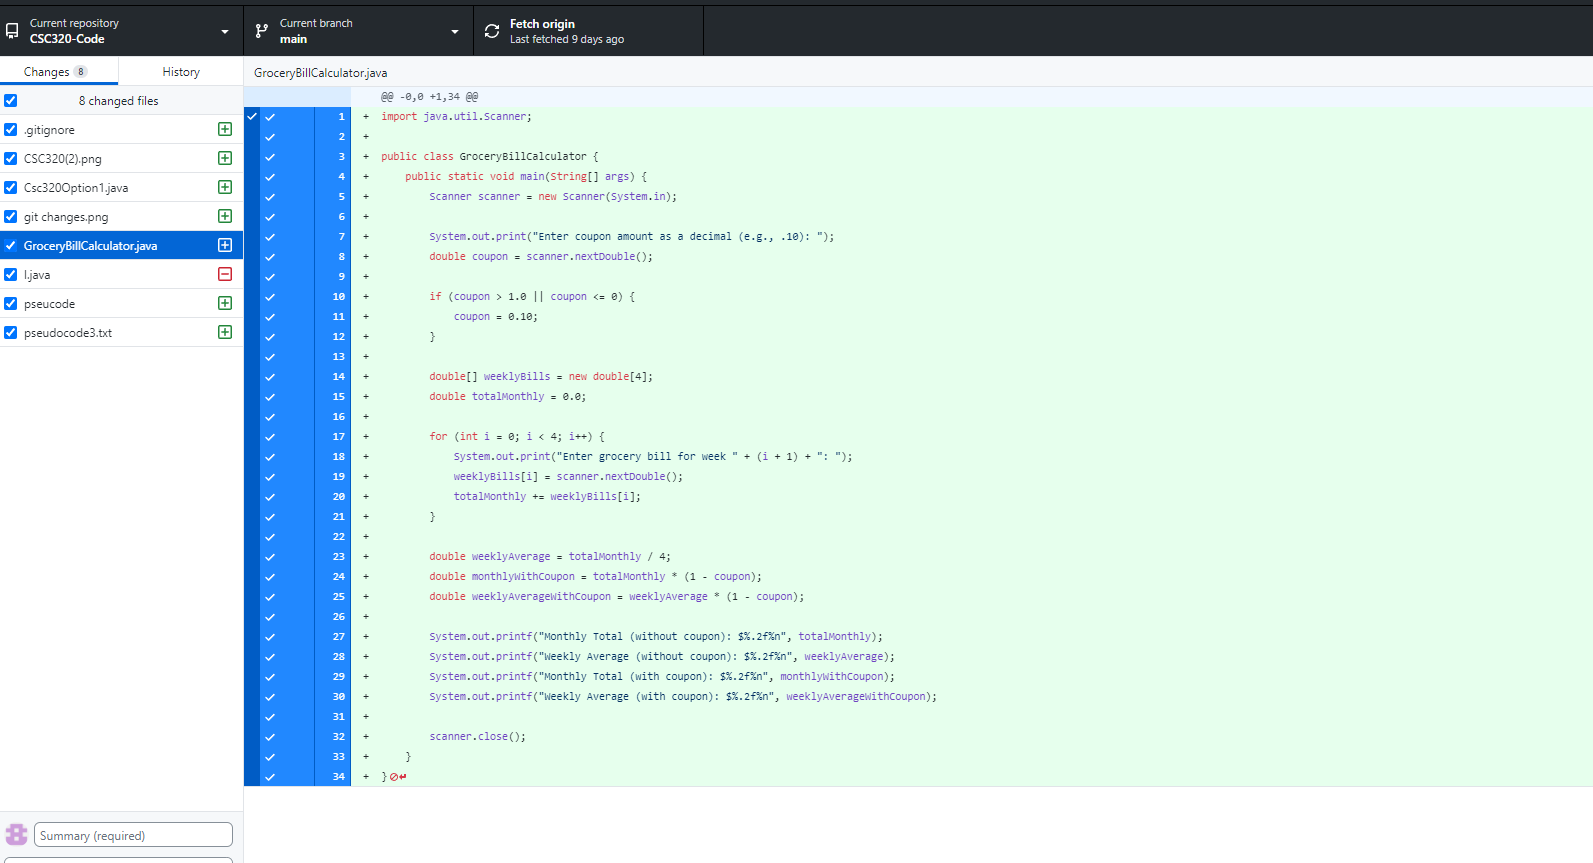 Current repository
CSC320-Code
Current branch
main
Fetch origin
Last fetched 9 days ago
Changes 8
History
GroceryBillCalculator.java
8 changed files
.gitignore
CSC320(2).png
Csc320Option1.java
git changes.png
GroceryBillCalculator.java
I.java
pseucode
pseudocode3.txt
Summary (required)
@@ -0,0 +1,34 @@
1 + import java.util.Scanner;
2 +
3 + public class GroceryBillCalculator {
4 +     public static void main(String[] args) {
5 +         Scanner scanner = new Scanner(System.in);
6 +
7 +         System.out.print("Enter coupon amount as a decimal (e.g., .10): ");
8 +         double coupon = scanner.nextDouble();
9 +
10 +         if (coupon > 1.0 || coupon <= 0) {
11 +             coupon = 0.10;
12 +         }
13 +
14 +         double[] weeklyBills = new double[4];
15 +         double totalMonthly = 0.0;
16 +
17 +         for (int i = 0; i < 4; i++) {
18 +             System.out.print("Enter grocery bill for week " + (i + 1) + ": ");
19 +             weeklyBills[i] = scanner.nextDouble();
20 +             totalMonthly += weeklyBills[i];
21 +         }
22 +
23 +         double weeklyAverage = totalMonthly / 4;
24 +         double monthlyWithCoupon = totalMonthly * (1 - coupon);
25 +         double weeklyAverageWithCoupon = weeklyAverage * (1 - coupon);
26 +
27 +         System.out.printf("Monthly Total (without coupon): $%.2f%n", totalMonthly);
28 +         System.out.printf("Weekly Average (without coupon): $%.2f%n", weeklyAverage);
29 +         System.out.printf("Monthly Total (with coupon): $%.2f%n", monthlyWithCoupon);
30 +         System.out.printf("Weekly Average (with coupon): $%.2f%n", weeklyAverageWithCoupon);
31 +
32 +         scanner.close();
33 +     }
34 + }